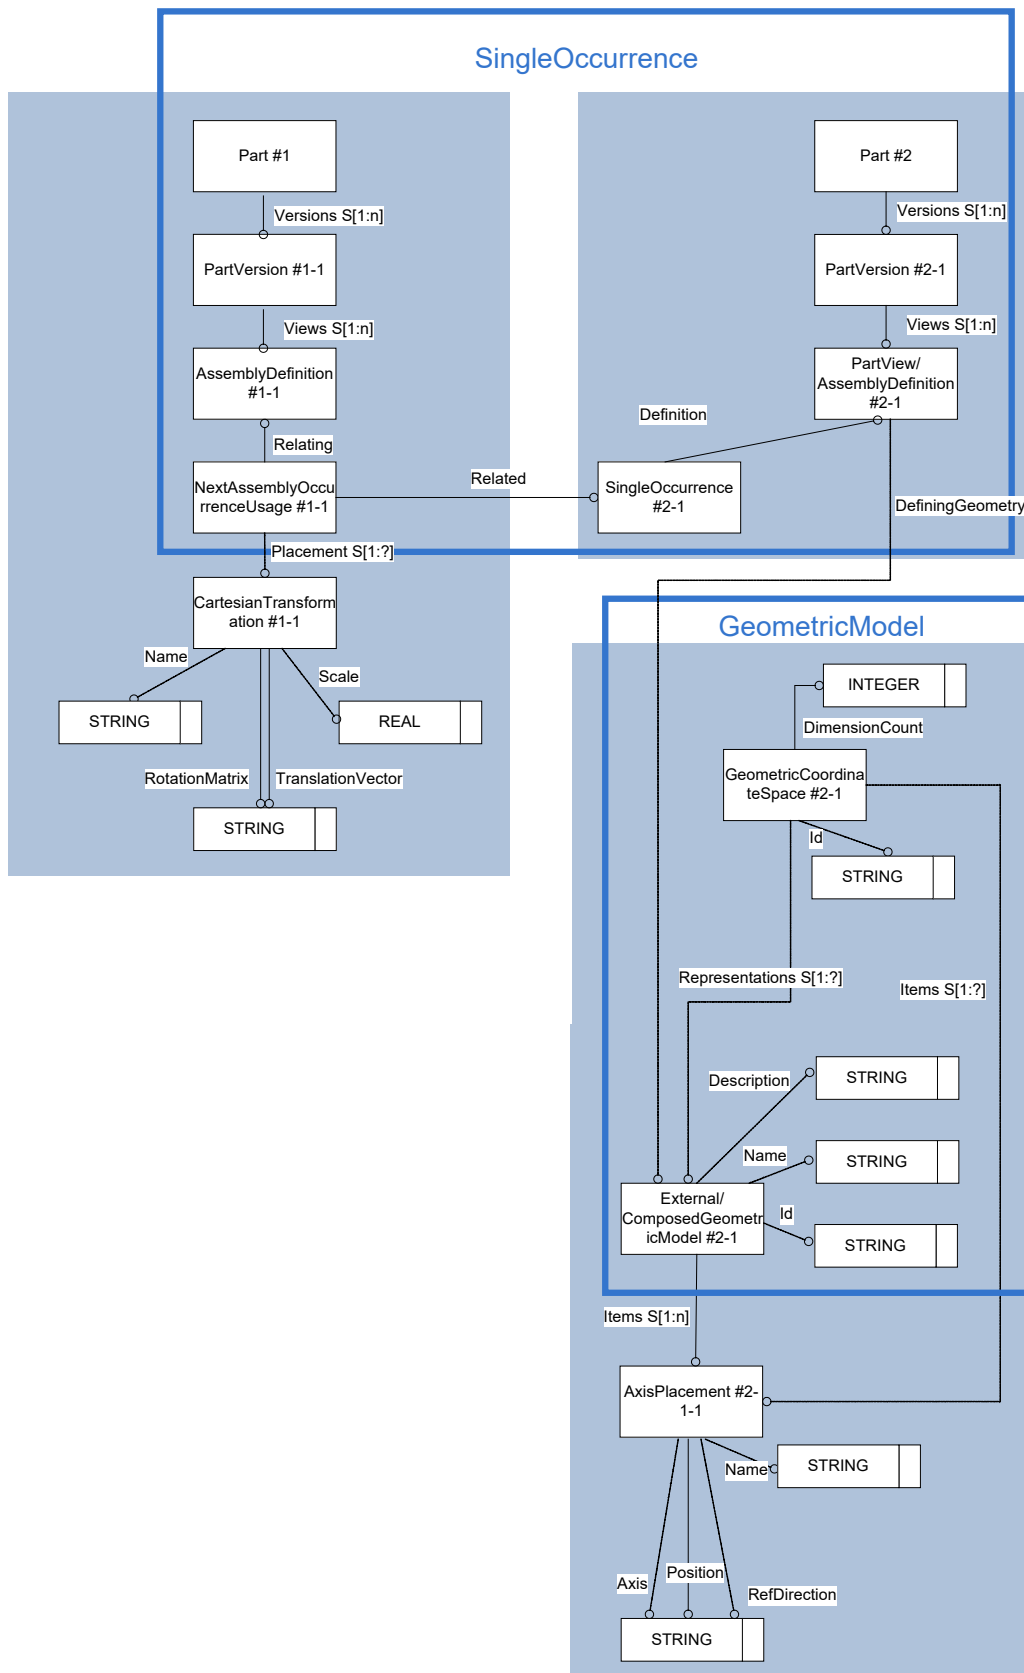 SingleOccurrence
Part #1
Part #2
Versions S[1:n]
Versions S[1:n]
PartVersion #1-1
PartVersion #2-1
Views S[1:n]
Views S[1:n]
AssemblyDefinition
#1-1
PartView/
AssemblyDefinition
#2-1
Definition
Relating
Related
NextAssemblyOccu
rrenceUsage #1-1
SingleOccurrence
#2-1
DefiningGeometry
Placement S[1:?]
CartesianTransform
ation #1-1
GeometricModel
Name
Scale
INTEGER
STRING
REAL
DimensionCount
RotationMatrix
TranslationVector
GeometricCoordina
teSpace #2-1
STRING
Id
STRING
Representations S[1:?]
Items S[1:?]
Description
STRING
Name
STRING
External/
ComposedGeometr
icModel #2-1
Id
STRING
Items S[1:n]
AxisPlacement #2-
1-1
Name
STRING
Axis
Position
RefDirection
STRING